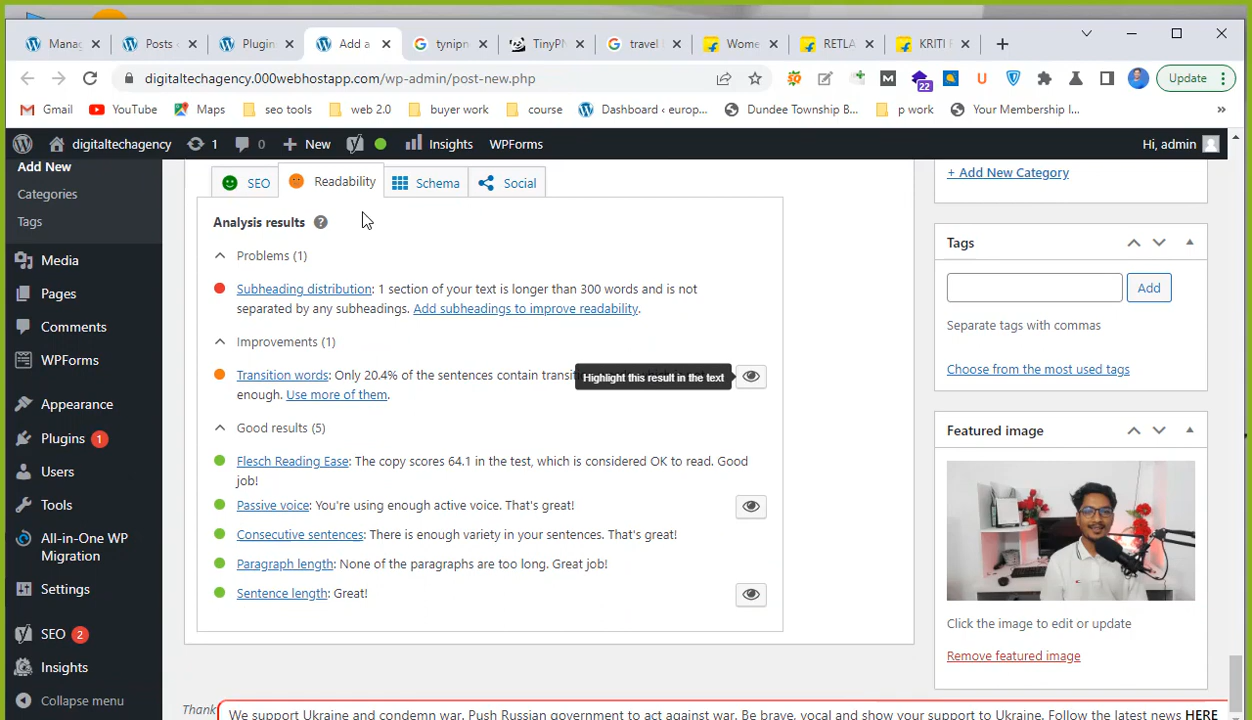 Manag
Posts ‹
Plugin
Add a
tynipn
TinyPN
travel
Wome
RETLA
KRITI
digitaltechagency.000webhostapp.com/wp-admin/post-new.php
22
Update
Gmail
YouTube
Maps
seo tools
web 2.0
buyer work
course
Dashboard ‹ europ...
Dundee Township B...
p work
Your Membership I...
»
digitaltechagency
1
0
New
Insights
WPForms
Hi, admin
Add New
Categories
Tags
Media
Pages
Comments
WPForms
Appearance
Plugins 1
Users
Tools
All-in-One WP
Migration
Settings
SEO 2
Insights
Collapse menu
SEO
Readability
Schema
Social
Analysis results
Problems (1)
Subheading distribution: 1 section of your text is longer than 300 words and is not
separated by any subheadings. Add subheadings to improve readability.
Improvements (1)
Transition words: Only 20.4% of the sentences contain
Highlight this result in the text
enough. Use more of them.
Good results (5)
Flesch Reading Ease: The copy scores 64.1 in the test, which is considered OK to read. Good
job!
Passive voice: You're using enough active voice. That's great!
Consecutive sentences: There is enough variety in your sentences. That's great!
Paragraph length: None of the paragraphs are too long. Great job!
Sentence length: Great!
+ Add New Category
Tags
Add
Separate tags with commas
Choose from the most used tags
Featured image
Click the image to edit or update
Remove featured image
Thank
We support Ukraine and condemn war. Push Russian government to act against war. Be brave, vocal and show your support to Ukraine. Follow the latest news HERE